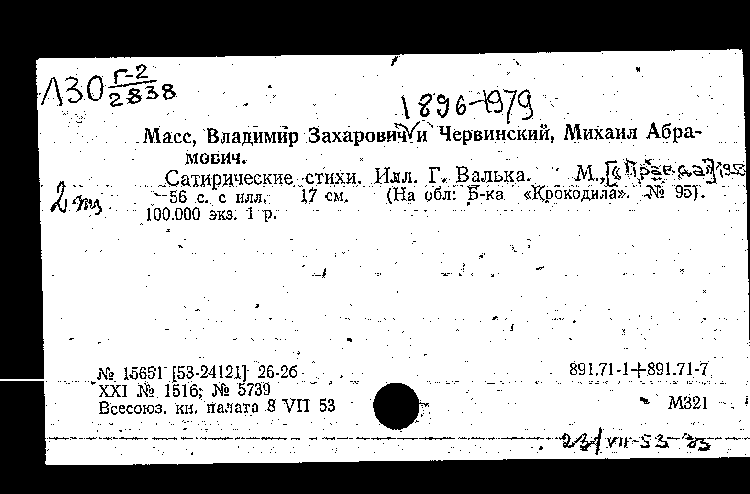 Л30 Г-2
2838
1896-1979
Масс, Владимир Захарович и Червинский, Михаил Абра-
мович.
Сатирические стихи. Илл. Г. Валька. М., ["Правда"] 1953
56 с. с илл. 17 см. (На обл: Б-ка «Крокодила». № 95).
2
100.000 экз. 1 р.
№ 15651 [53-24121] 26-26 891.71-1+891.71-7
XXI № 1516; № 5739
Всесоюз. кн. палата 8 VII 53 М321
23/VII-53